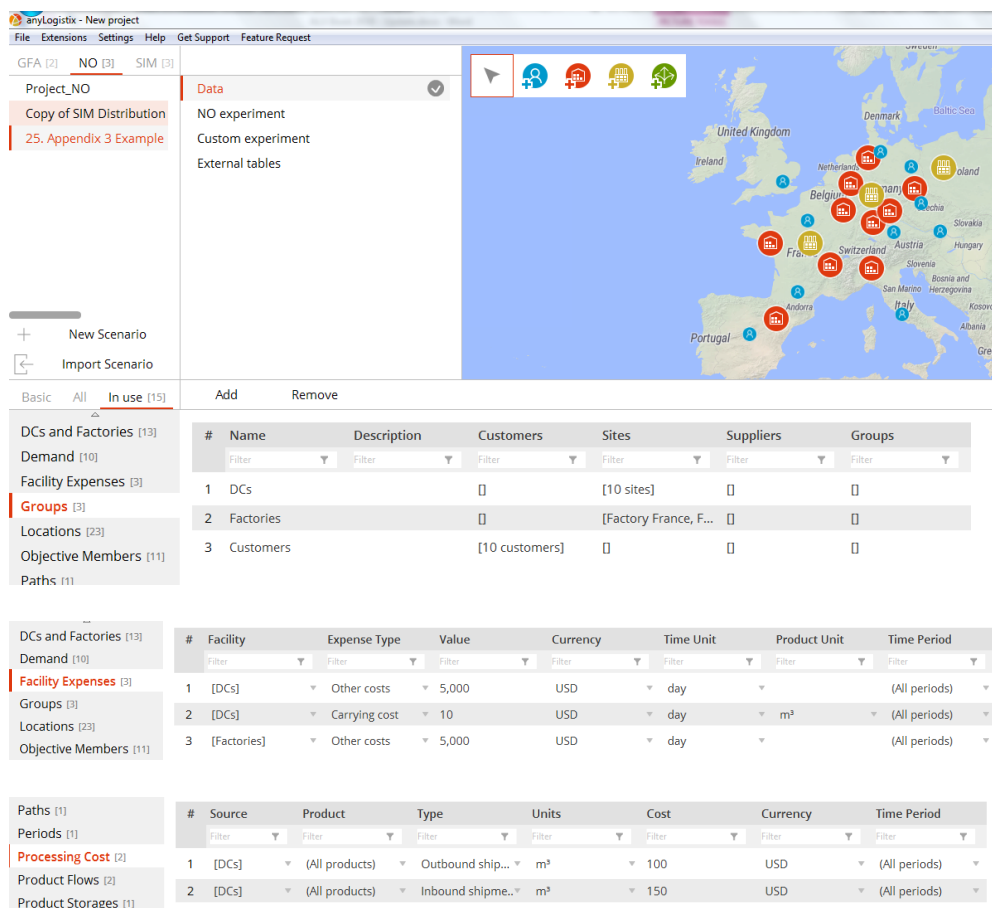 anyLogistix - New project
File Extensions Settings Help Get Support Feature Request
GFA [2] NO [3] SIM [3]
Project_NO
Copy of SIM Distribution
25. Appendix 3 Example
New Scenario
Import Scenario
Data
NO experiment
Custom experiment
External tables
Sweden
Denmark
Baltic Sea
United Kingdom
Ireland
Netherlands
oland
Belgiu
many
echia
Slovakia
Austria
Hungary
Switzerland
Fra
Slovenia
Bosnia and
Herzegovina
San Marino
Kosovo
Italy
Andorra
Albania
Portugal
Gre
Basic All In use [15]
Add Remove
DCs and Factories [13]
Demand [10]
Facility Expenses [3]
Groups [3]
Locations [23]
Objective Members [11]
Paths [1]
# Name Description Customers Sites Suppliers Groups
Filter Filter Filter Filter Filter Filter
1 DCs [] [10 sites] [] []
2 Factories [] [Factory France, F... [] []
3 Customers [10 customers] [] [] []
DCs and Factories [13]
Demand [10]
Facility Expenses [3]
Groups [3]
Locations [23]
Objective Members [11]
# Facility Expense Type Value Currency Time Unit Product Unit Time Period
Filter Filter Filter Filter Filter Filter Filter
1 [DCs] Other costs 5,000 USD day (All periods)
2 [DCs] Carrying cost 10 USD day m³ (All periods)
3 [Factories] Other costs 5,000 USD day (All periods)
Paths [1]
Periods [1]
Processing Cost [2]
Product Flows [2]
Product Storages [1]
# Source Product Type Units Cost Currency Time Period
Filter Filter Filter Filter Filter Filter Filter
1 [DCs] (All products) Outbound ship... m³ 100 USD (All periods)
2 [DCs] (All products) Inbound shipme.. m³ 150 USD (All periods)